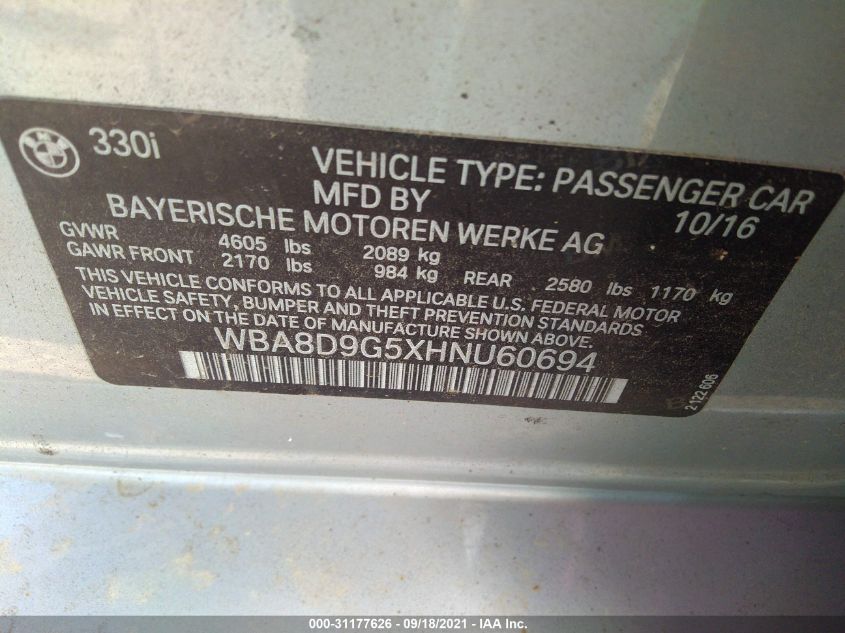 BMW
330i
VEHICLE TYPE: PASSENGER CAR
MFD BY 10/16
BAYERISCHE MOTOREN WERKE AG
GVWR 4605 lbs 2089 kg
GAWR FRONT 2170 lbs 984 kg REAR 2580 lbs 1170 kg
THIS VEHICLE CONFORMS TO ALL APPLICABLE U.S. FEDERAL MOTOR
VEHICLE SAFETY, BUMPER AND THEFT PREVENTION STANDARDS
IN EFFECT ON THE DATE OF MANUFACTURE SHOWN ABOVE.
WBA8D9G5XHNU60694
2 122 606
000-31177626 - 09/18/2021 - IAA Inc.